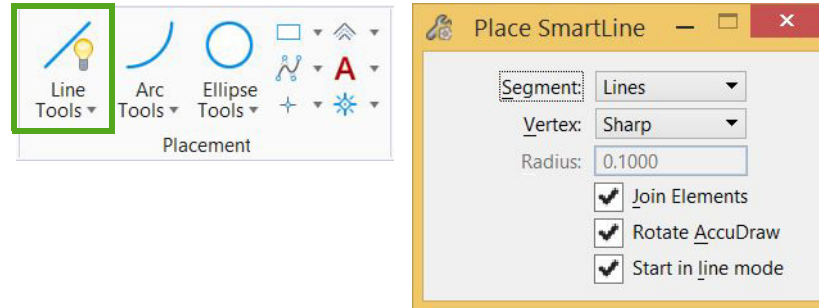 Line
Tools
Arc
Tools
Ellipse
Tools
A
Placement
Place SmartLine
Segment: Lines
Vertex: Sharp
Radius: 0.1000
Join Elements
Rotate AccuDraw
Start in line mode